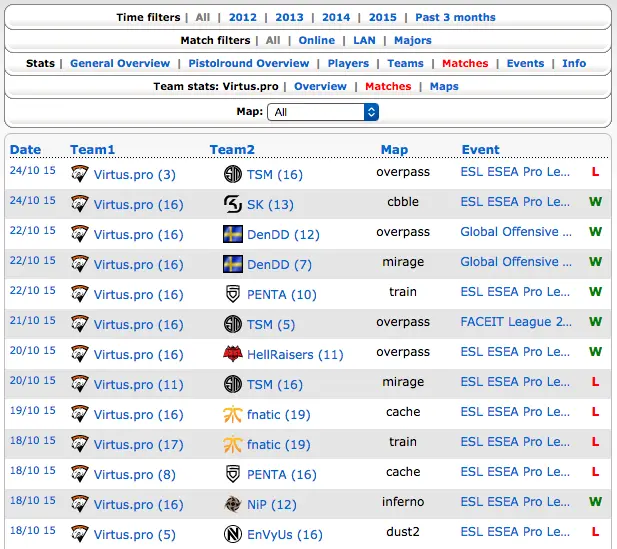 Time filters | All | 2012 | 2013 | 2014 | 2015 | Past 3 months
Match filters | All | Online | LAN | Majors
Stats | General Overview | Pistolround Overview | Players | Teams | Matches | Events | Info
Team stats: Virtus.pro | Overview | Matches | Maps
Map: All
Date Team1 Team2 Map Event
24/10 15 Virtus.pro (3) TSM (16) overpass ESL ESEA Pro Le... L
24/10 15 Virtus.pro (16) SK (13) cbble ESL ESEA Pro Le... W
22/10 15 Virtus.pro (16) DenDD (12) overpass Global Offensive ... W
22/10 15 Virtus.pro (16) DenDD (7) mirage Global Offensive ... W
22/10 15 Virtus.pro (16) PENTA (10) train ESL ESEA Pro Le... W
21/10 15 Virtus.pro (16) TSM (5) overpass FACEIT League 2... W
20/10 15 Virtus.pro (16) HellRaisers (11) overpass ESL ESEA Pro Le... W
20/10 15 Virtus.pro (11) TSM (16) mirage ESL ESEA Pro Le... L
19/10 15 Virtus.pro (16) fnatic (19) cache ESL ESEA Pro Le... L
18/10 15 Virtus.pro (17) fnatic (19) train ESL ESEA Pro Le... L
18/10 15 Virtus.pro (8) PENTA (16) cache ESL ESEA Pro Le... L
18/10 15 Virtus.pro (16) NiP (12) inferno ESL ESEA Pro Le... W
18/10 15 Virtus.pro (5) EnVyUs (16) dust2 ESL ESEA Pro Le... L